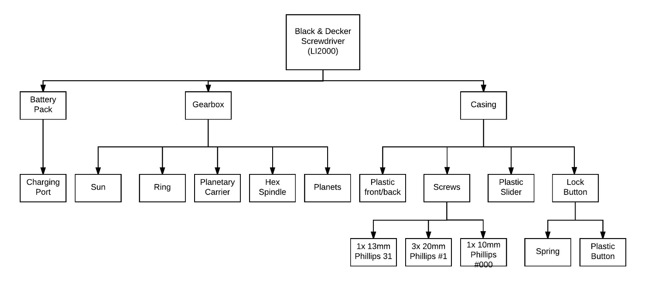 Black & Decker
Screwdriver
(LI2000)
Battery
Pack
Gearbox
Casing
Charging
Port
Sun
Ring
Planetary
Carrier
Hex
Spindle
Planets
Plastic
front/back
Screws
Plastic
Slider
Lock
Button
1x 13mm
Phillips 31
3x 20mm
Phillips #1
1x 10mm
Phillips
#000
Spring
Plastic
Button